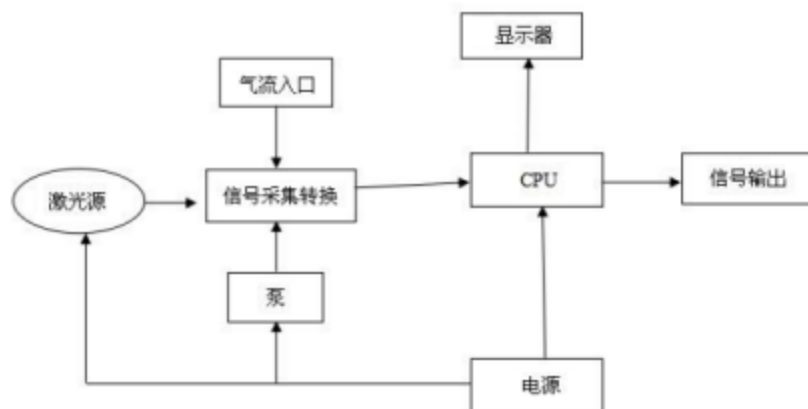 显示器
气流入口
激光源
信号采集转换
CPU
信号输出
泵
电源